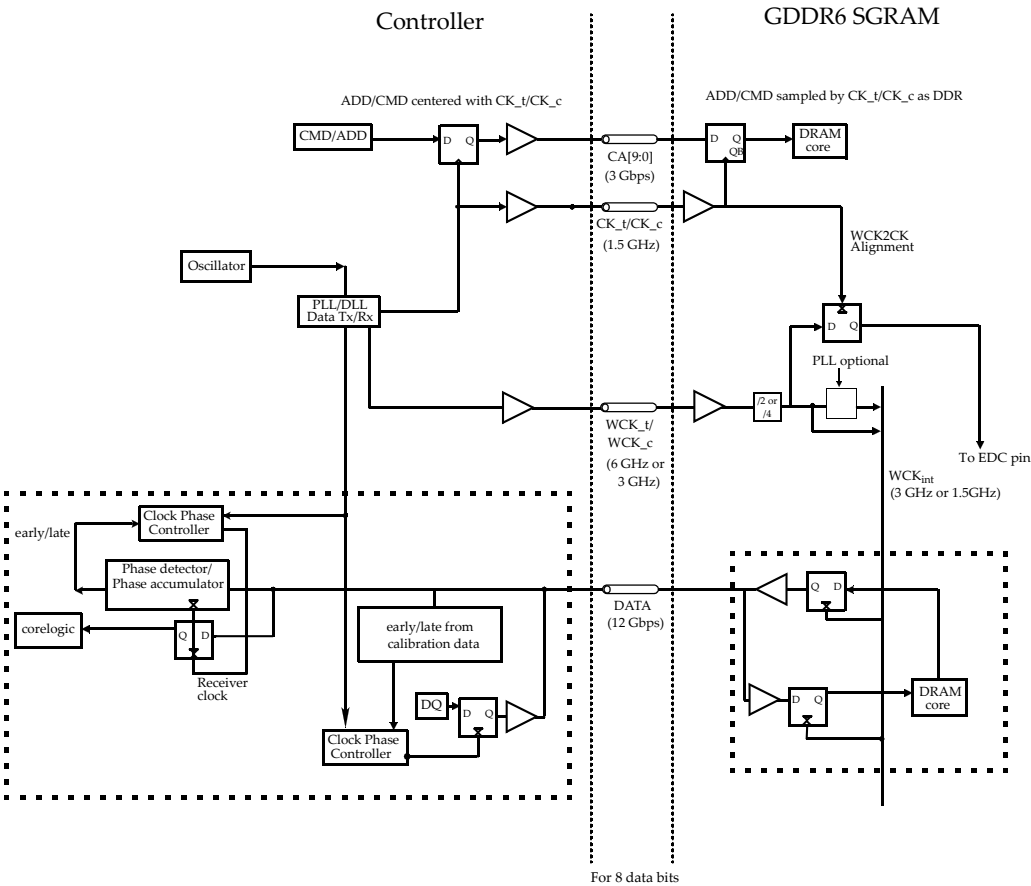 Controller
GDDR6 SGRAM
ADD/CMD centered with CK_t/CK_c
ADD/CMD sampled by CK_t/CK_c as DDR
CMD/ADD
D Q
CA[9:0]
(3 Gbps)
D Q
QB
DRAM
core
CK_t/CK_c
(1.5 GHz)
WCK2CK
Alignment
Oscillator
PLL/DLL
Data Tx/Rx
D Q
PLL optional
/2 or
/4
WCK_t/
WCK_c
(6 GHz or
3 GHz)
To EDC pin
WCKint
(3 GHz or 1.5GHz)
early/late
Clock Phase
Controller
Phase detector/
Phase accumulator
corelogic
Q D
Receiver
clock
early/late from
calibration data
DATA
(12 Gbps)
Q D
DQ
D Q
Clock Phase
Controller
D Q
DRAM
core
For 8 data bits